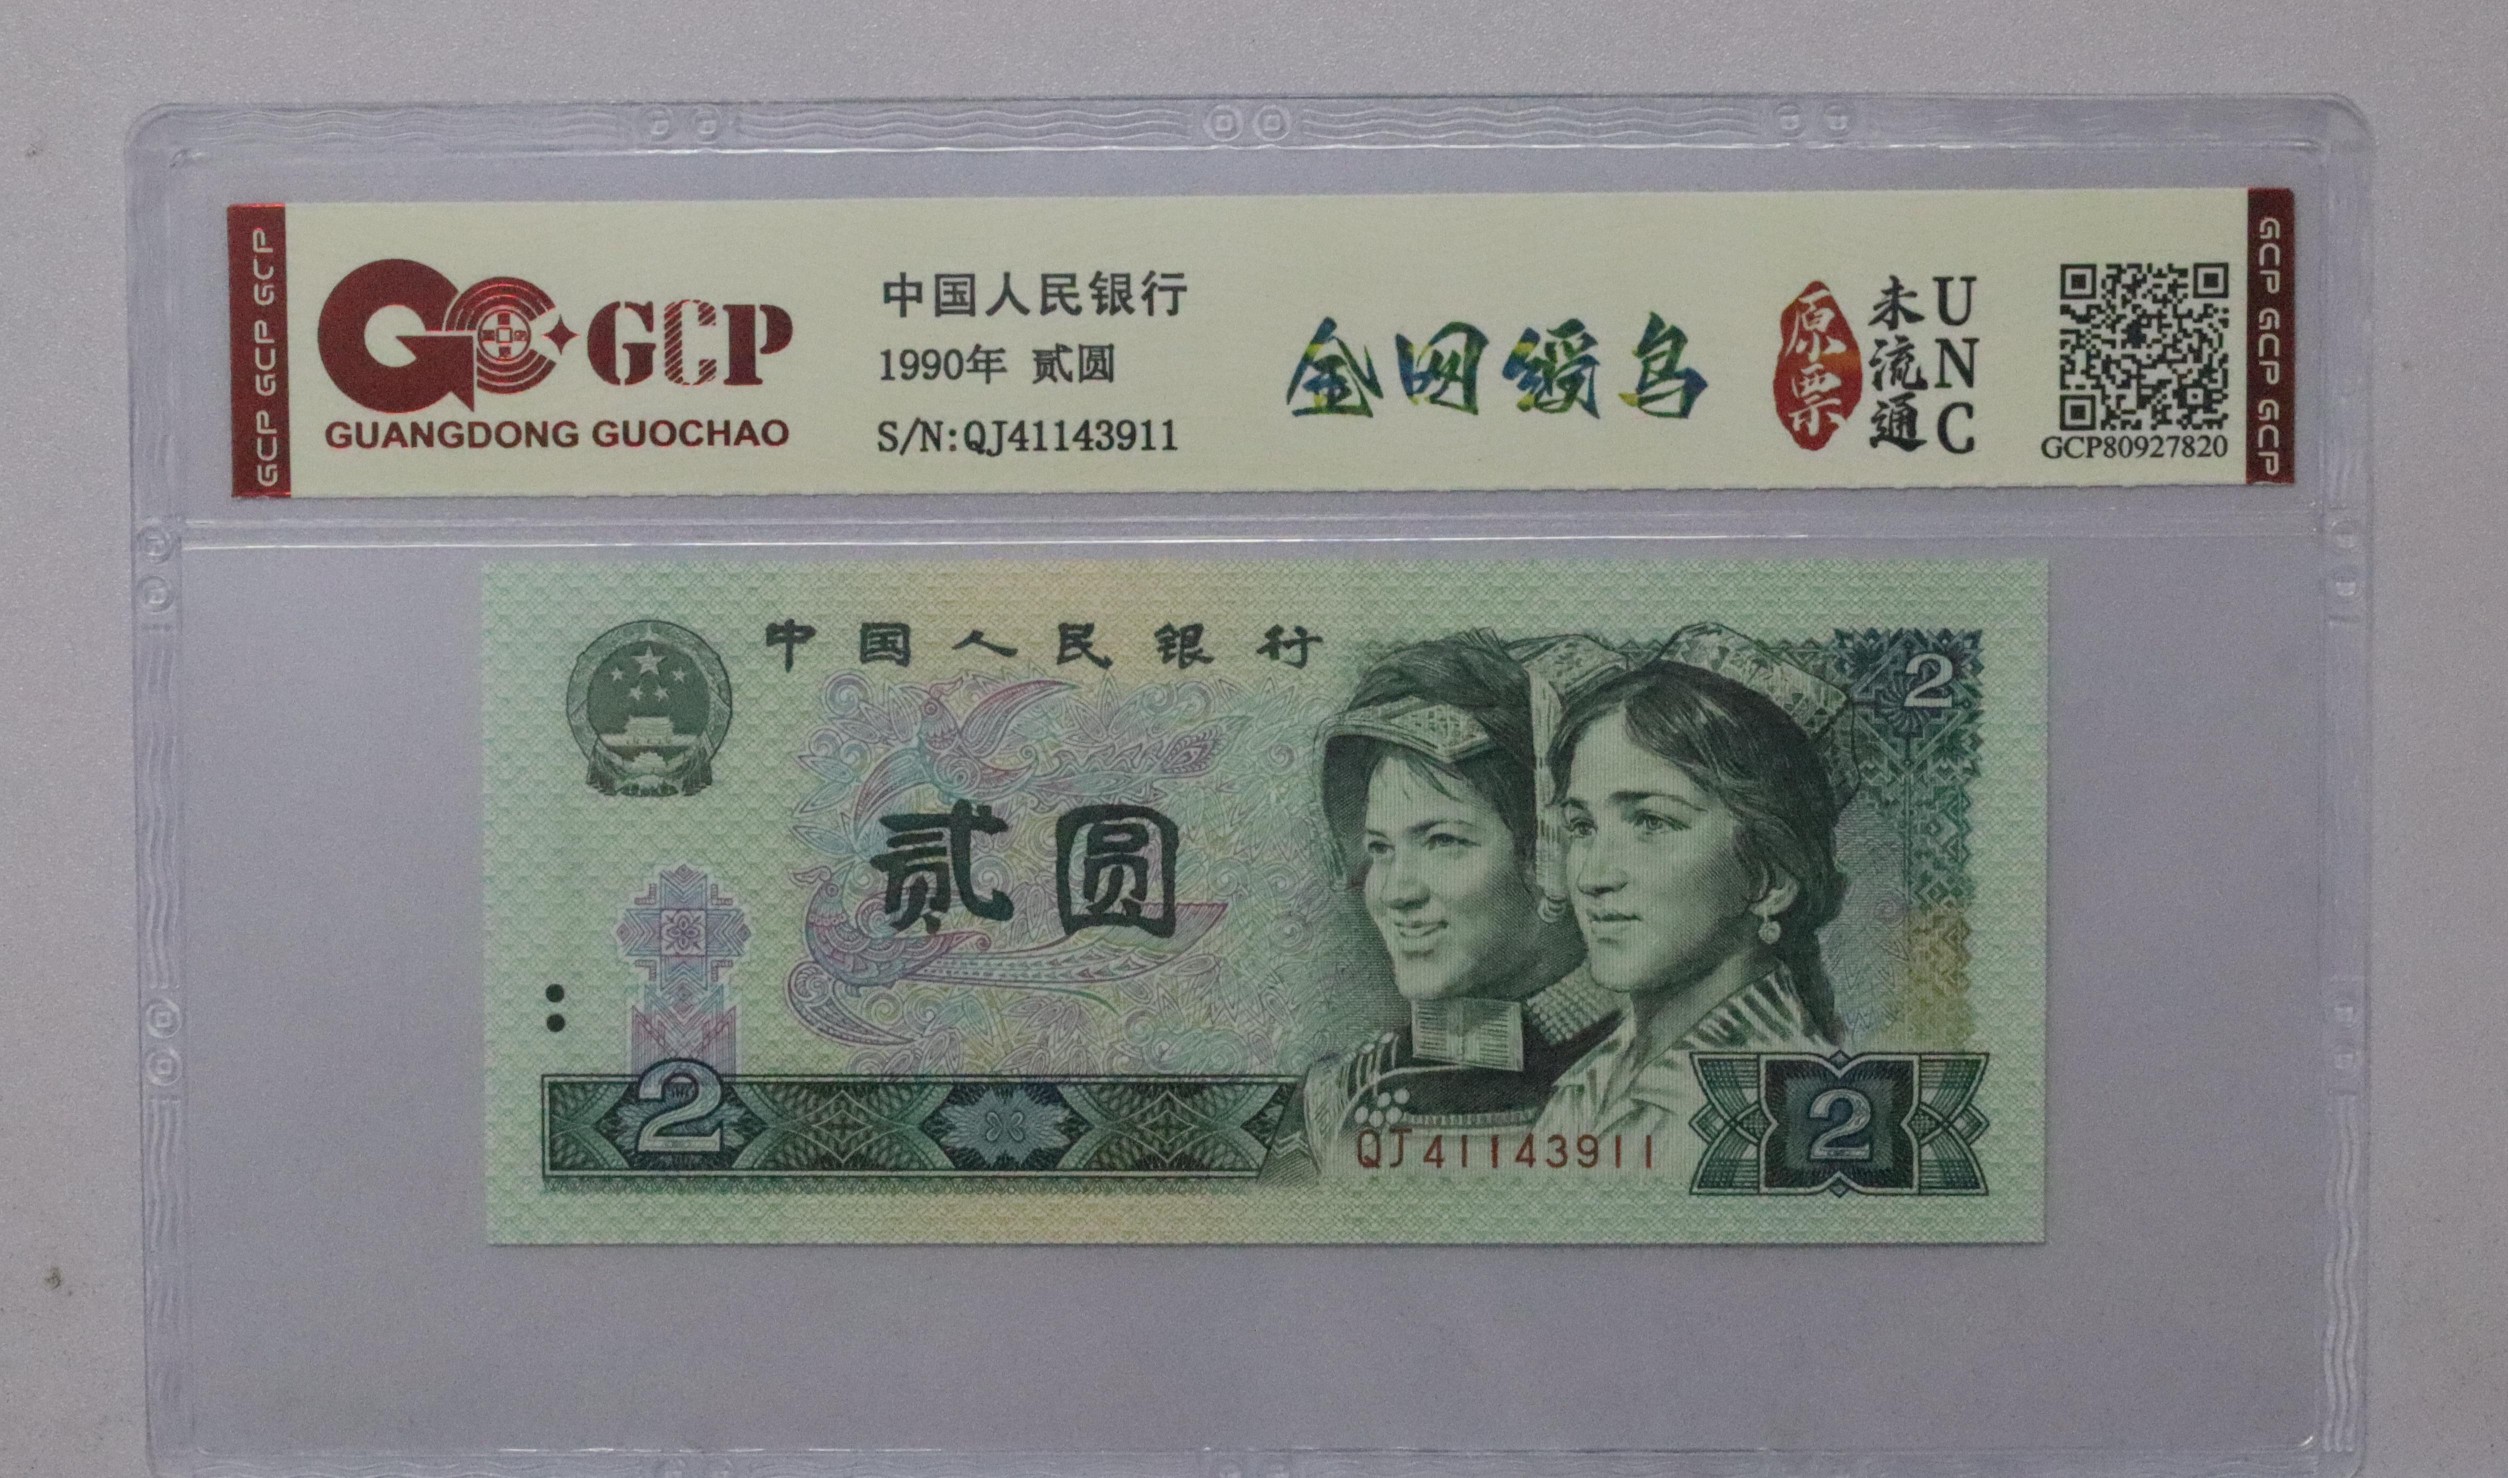 GCP GCP GCP
GCP
GUANGDONG GUOCHAO
中国人民银行
1990年 贰圆
S/N:QJ41143911
金网绶鸟
原票
未流通
UNC
GCP80927820
GCP GCP GCP
中国人民银行
2
贰圆
2
QJ41143911
2